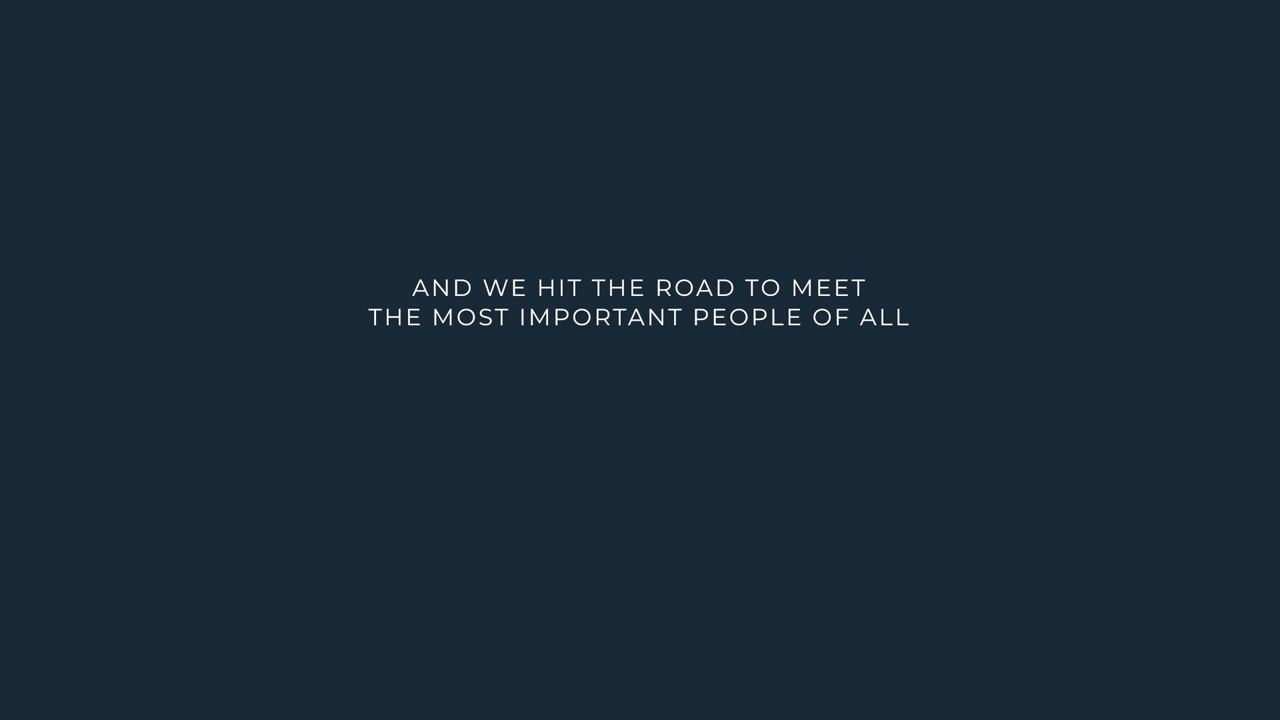 AND WE HIT THE ROAD TO MEET
THE MOST IMPORTANT PEOPLE OF ALL